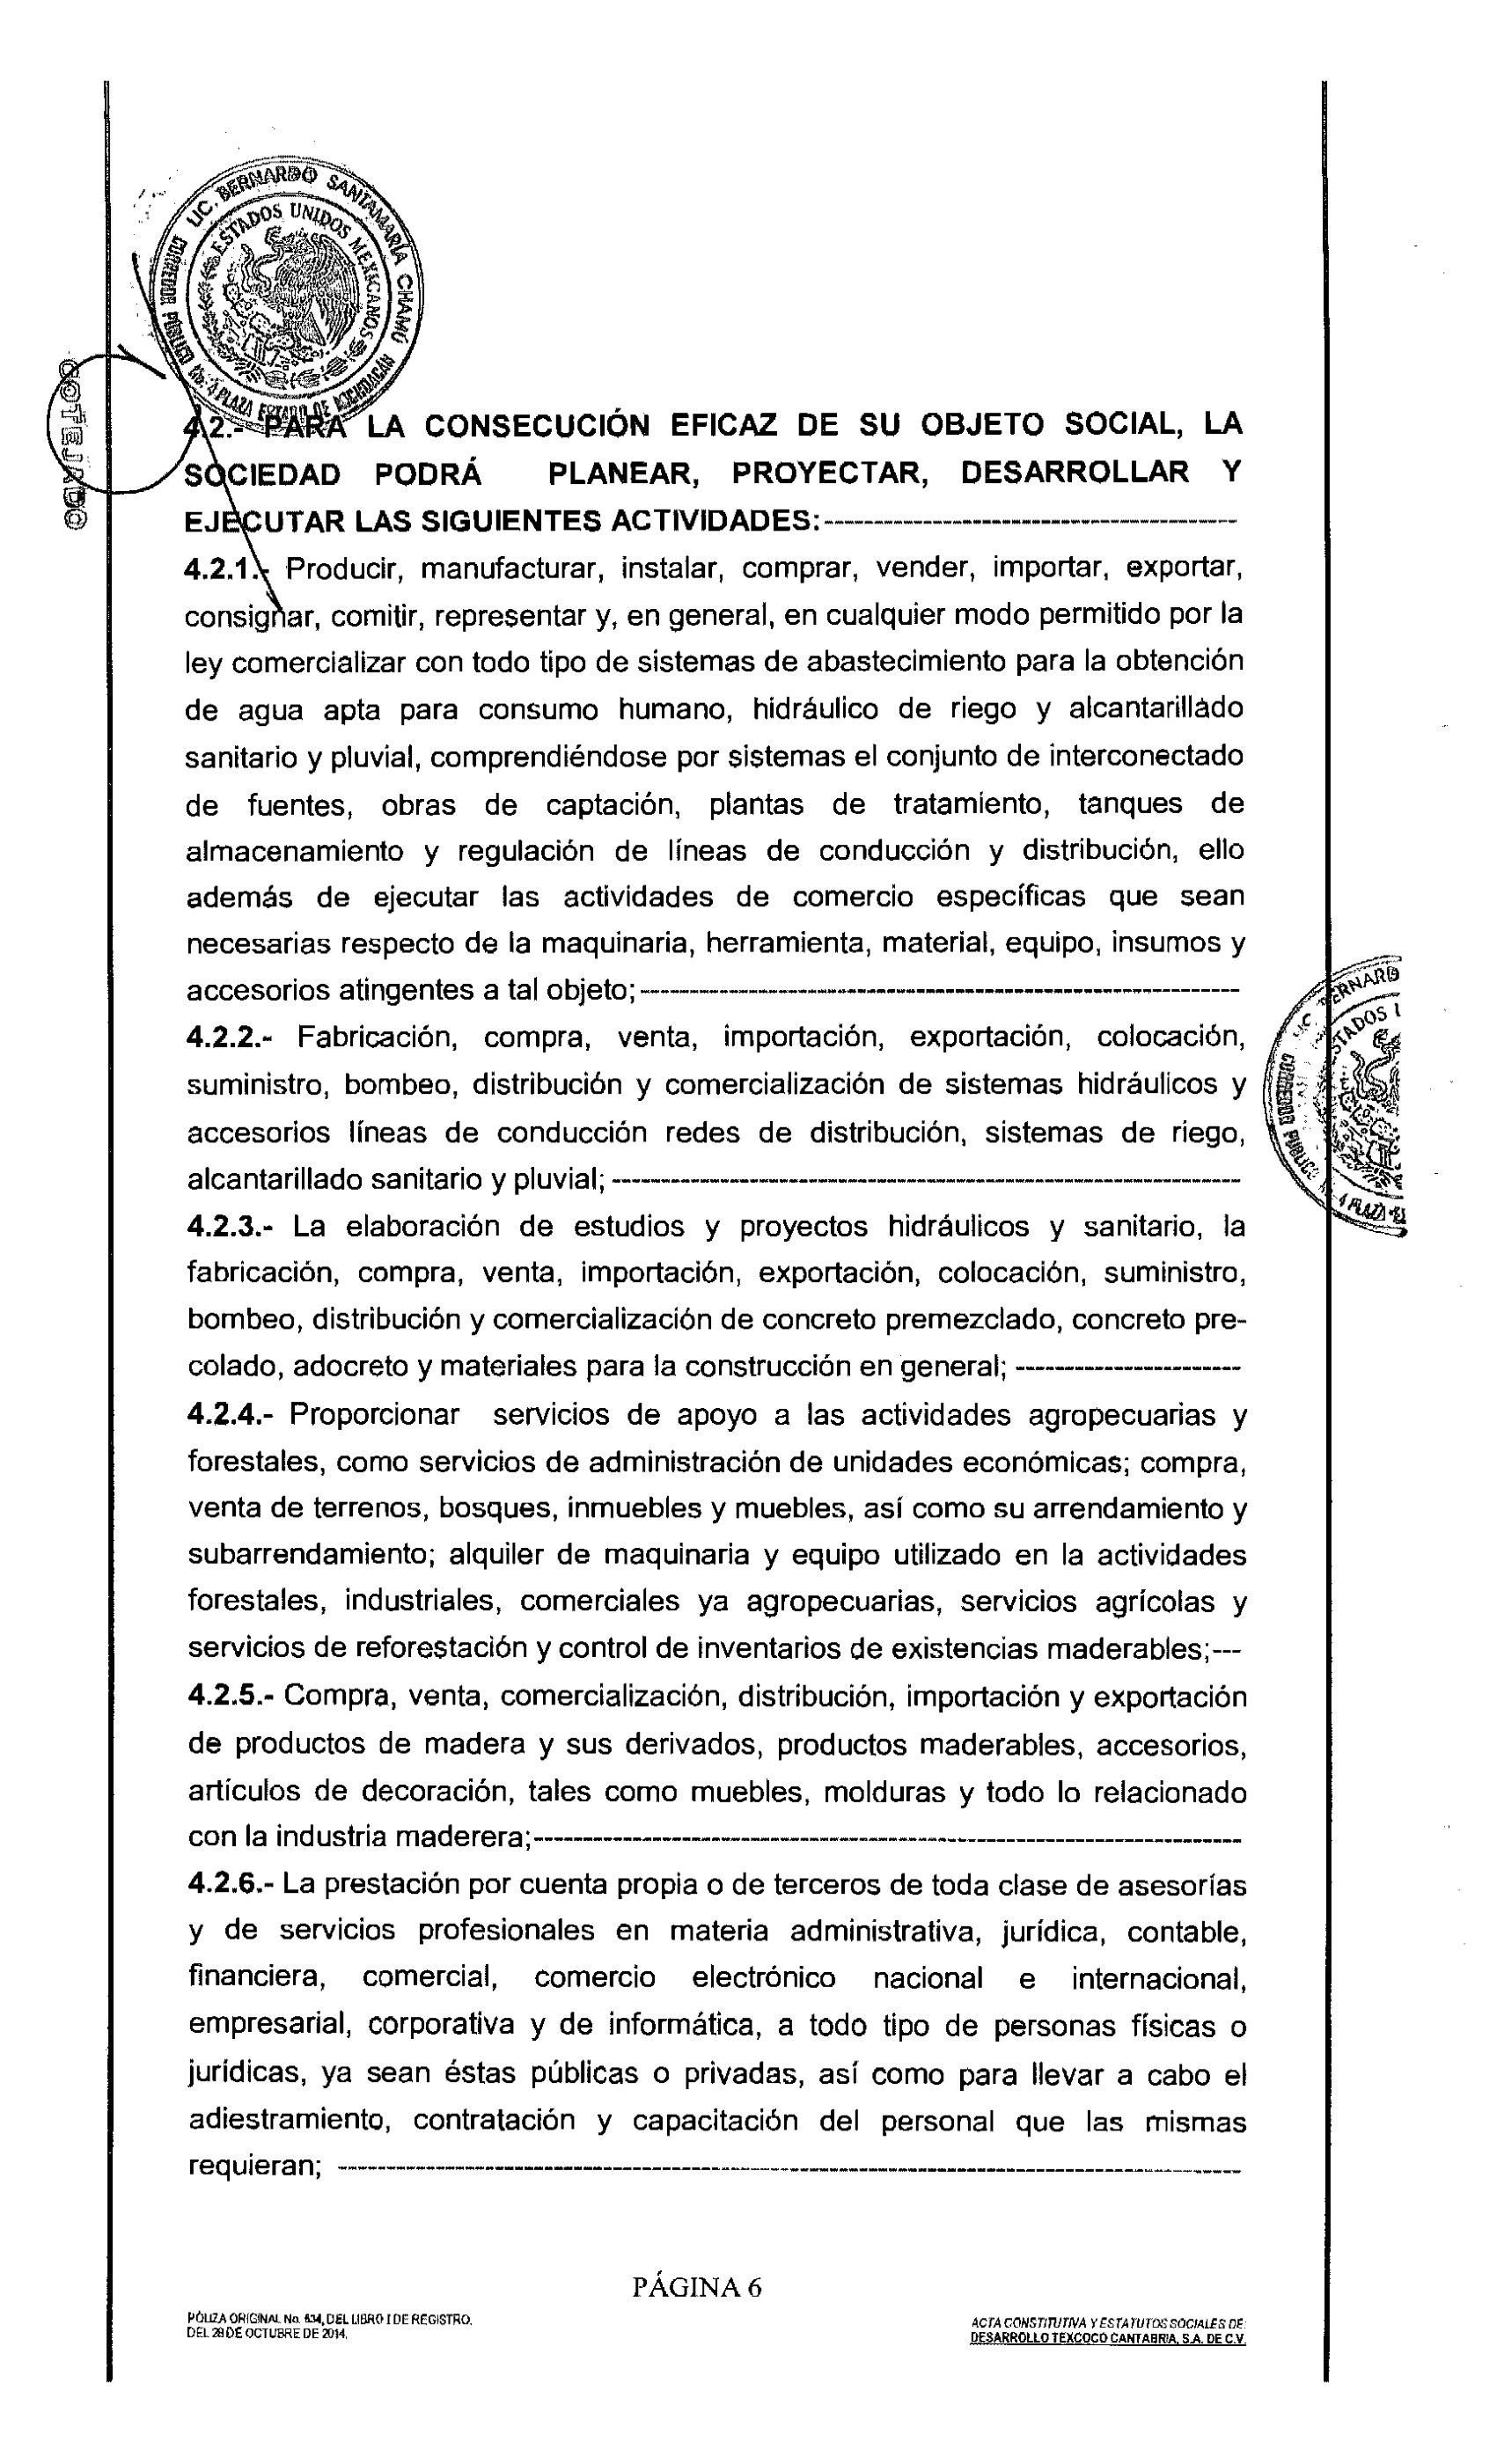 LIC. BERNARDO SANTAMARÍA CHAMÚ
ESTADOS UNIDOS MEXICANOS
CORREDOR PÚBLICO No. 4 PLAZA ESTADO DE MICHOACÁN
COTEJADO
4.2.- PARA LA CONSECUCIÓN EFICAZ DE SU OBJETO SOCIAL, LA
SOCIEDAD PODRÁ PLANEAR, PROYECTAR, DESARROLLAR Y
EJECUTAR LAS SIGUIENTES ACTIVIDADES:------------------------------------------
4.2.1.- Producir, manufacturar, instalar, comprar, vender, importar, exportar,
consignar, comitir, representar y, en general, en cualquier modo permitido por la
ley comercializar con todo tipo de sistemas de abastecimiento para la obtención
de agua apta para consumo humano, hidráulico de riego y alcantarillado
sanitario y pluvial, comprendiéndose por sistemas el conjunto de interconectado
de fuentes, obras de captación, plantas de tratamiento, tanques de
almacenamiento y regulación de líneas de conducción y distribución, ello
además de ejecutar las actividades de comercio específicas que sean
necesarias respecto de la maquinaria, herramienta, material, equipo, insumos y
accesorios atingentes a tal objeto;-------------------------------------------------------------
4.2.2.- Fabricación, compra, venta, importación, exportación, colocación,
suministro, bombeo, distribución y comercialización de sistemas hidráulicos y
accesorios líneas de conducción redes de distribución, sistemas de riego,
alcantarillado sanitario y pluvial; ----------------------------------------------------------------
4.2.3.- La elaboración de estudios y proyectos hidráulicos y sanitario, la
fabricación, compra, venta, importación, exportación, colocación, suministro,
bombeo, distribución y comercialización de concreto premezclado, concreto pre-
colado, adocreto y materiales para la construcción en general; -----------------------
4.2.4.- Proporcionar servicios de apoyo a las actividades agropecuarias y
forestales, como servicios de administración de unidades económicas; compra,
venta de terrenos, bosques, inmuebles y muebles, así como su arrendamiento y
subarrendamiento; alquiler de maquinaria y equipo utilizado en la actividades
forestales, industriales, comerciales ya agropecuarias, servicios agrícolas y
servicios de reforestación y control de inventarios de existencias maderables;---
4.2.5.- Compra, venta, comercialización, distribución, importación y exportación
de productos de madera y sus derivados, productos maderables, accesorios,
artículos de decoración, tales como muebles, molduras y todo lo relacionado
con la industria maderera;------------------------------------------------------------------------
4.2.6.- La prestación por cuenta propia o de terceros de toda clase de asesorías
y de servicios profesionales en materia administrativa, jurídica, contable,
financiera, comercial, comercio electrónico nacional e internacional,
empresarial, corporativa y de informática, a todo tipo de personas físicas o
jurídicas, ya sean éstas públicas o privadas, así como para llevar a cabo el
adiestramiento, contratación y capacitación del personal que las mismas
requieran; --------------------------------------------------------------------------------------------
PÁGINA 6
PÓLIZA ORIGINAL No. 634, DEL LIBRO I DE REGISTRO.
DEL 28 DE OCTUBRE DE 2014.
ACTA CONSTITUTIVA Y ESTATUTOS SOCIALES DE:
DESARROLLO TEXCOCO CANTABRIA, S.A. DE C.V.